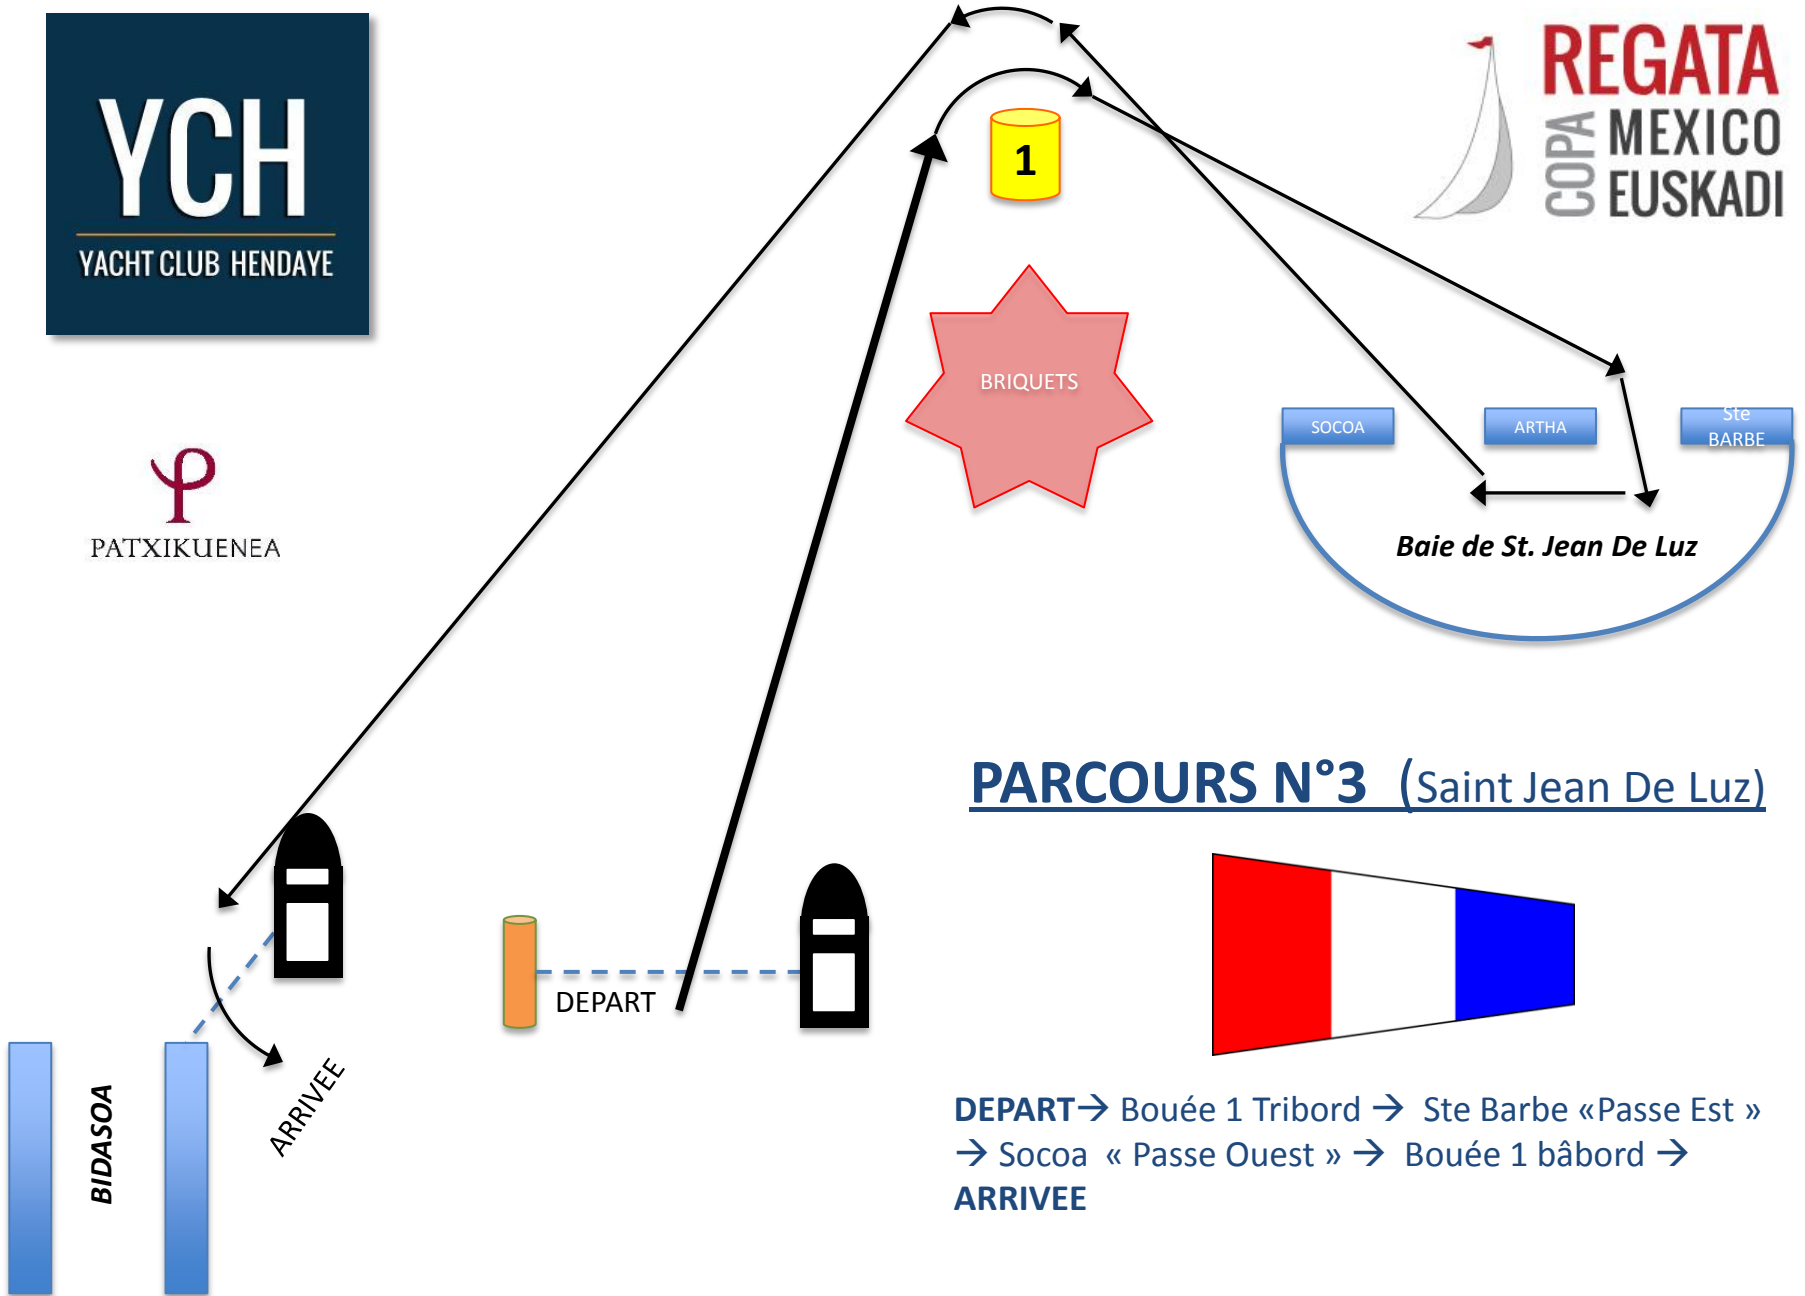 YCH
YACHT CLUB HENDAYE
REGATA
COPA
MEXICO
EUSKADI
1
BRIQUETS
SOCOA
ARTHA
Ste
BARBE
Baie de St. Jean De Luz
PATXIKUENEA
PARCOURS N°3 (Saint Jean De Luz)
DEPART
ARRIVEE
BIDASOA
DEPART→ Bouée 1 Tribord → Ste Barbe «Passe Est »
→ Socoa « Passe Ouest » → Bouée 1 bâbord →
ARRIVEE